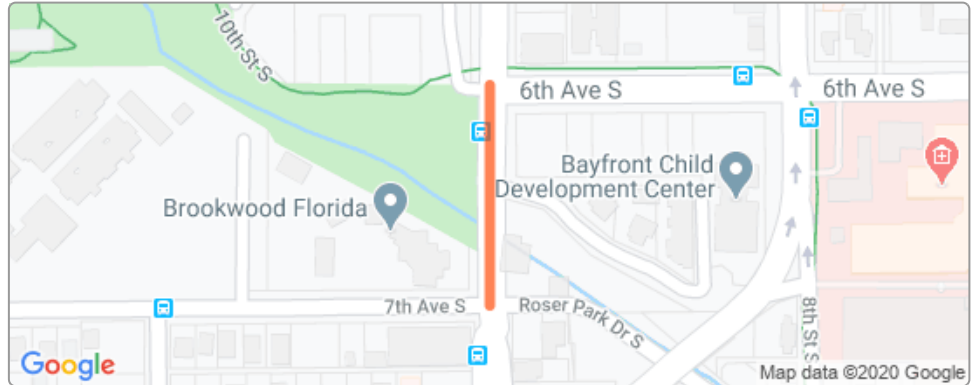 10th St S
6th Ave S
6th Ave S
Bayfront Child
Development Center
Brookwood Florida
7th Ave S
Roser Park Dr S
8th St S
Google
Map data ©2020 Google